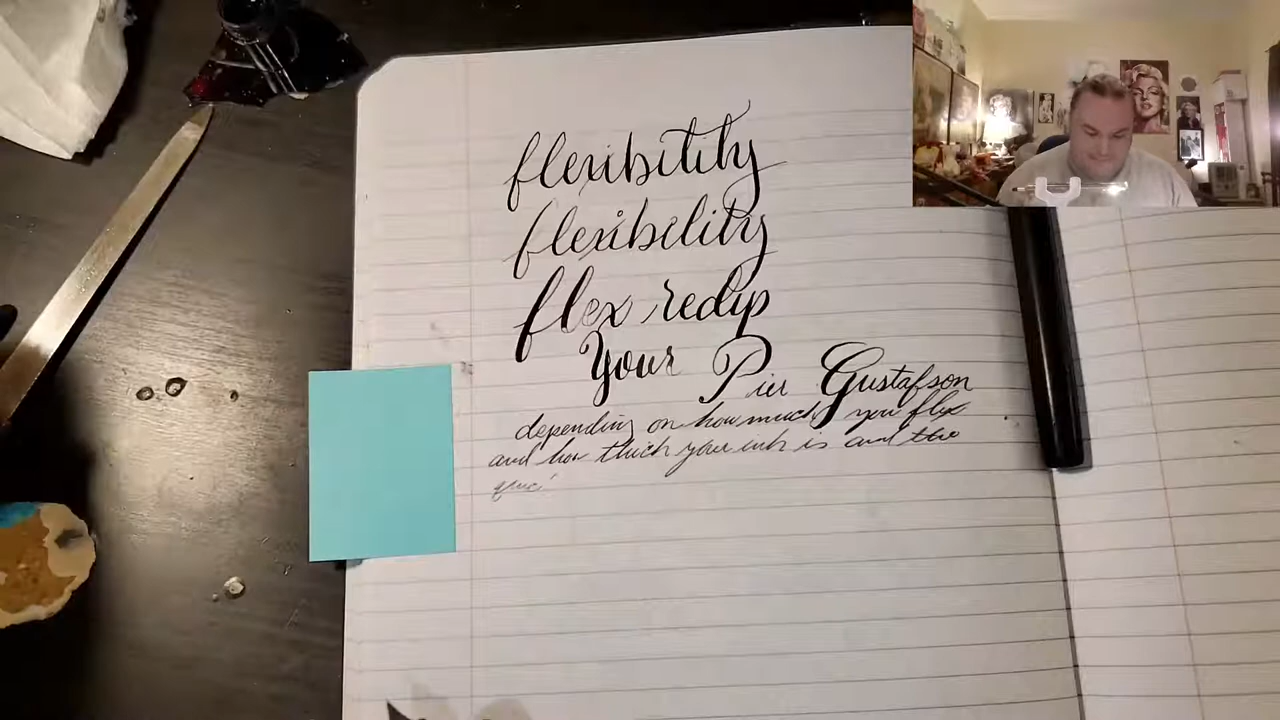 flexibility
flexibility
flex redip
Your Pier Gustafson
depending on how much you flex
and how thick your ink is and the